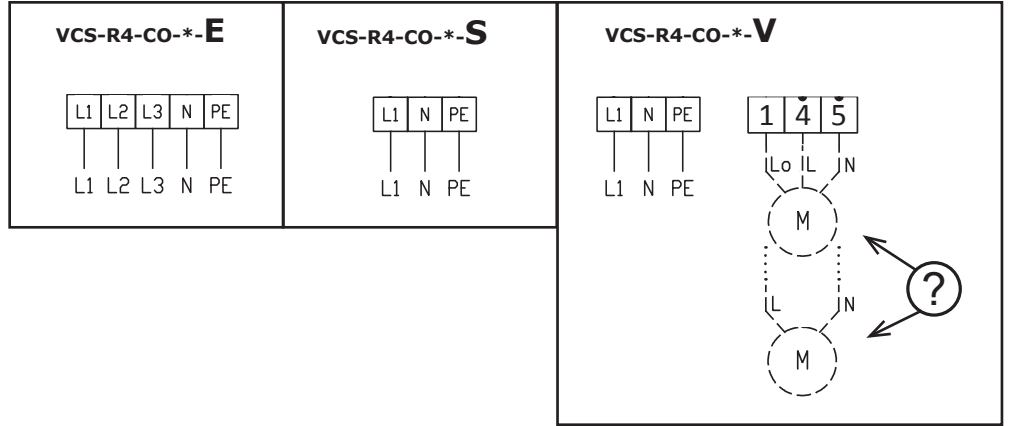 VCS-R4-CO-*-E
L1 L2 L3 N PE
L1 L2 L3 N PE
VCS-R4-CO-*-S
L1 N PE
L1 N PE
VCS-R4-CO-*-V
L1 N PE
L1 N PE
1 4 5
Lo L N
M
L N
M
?